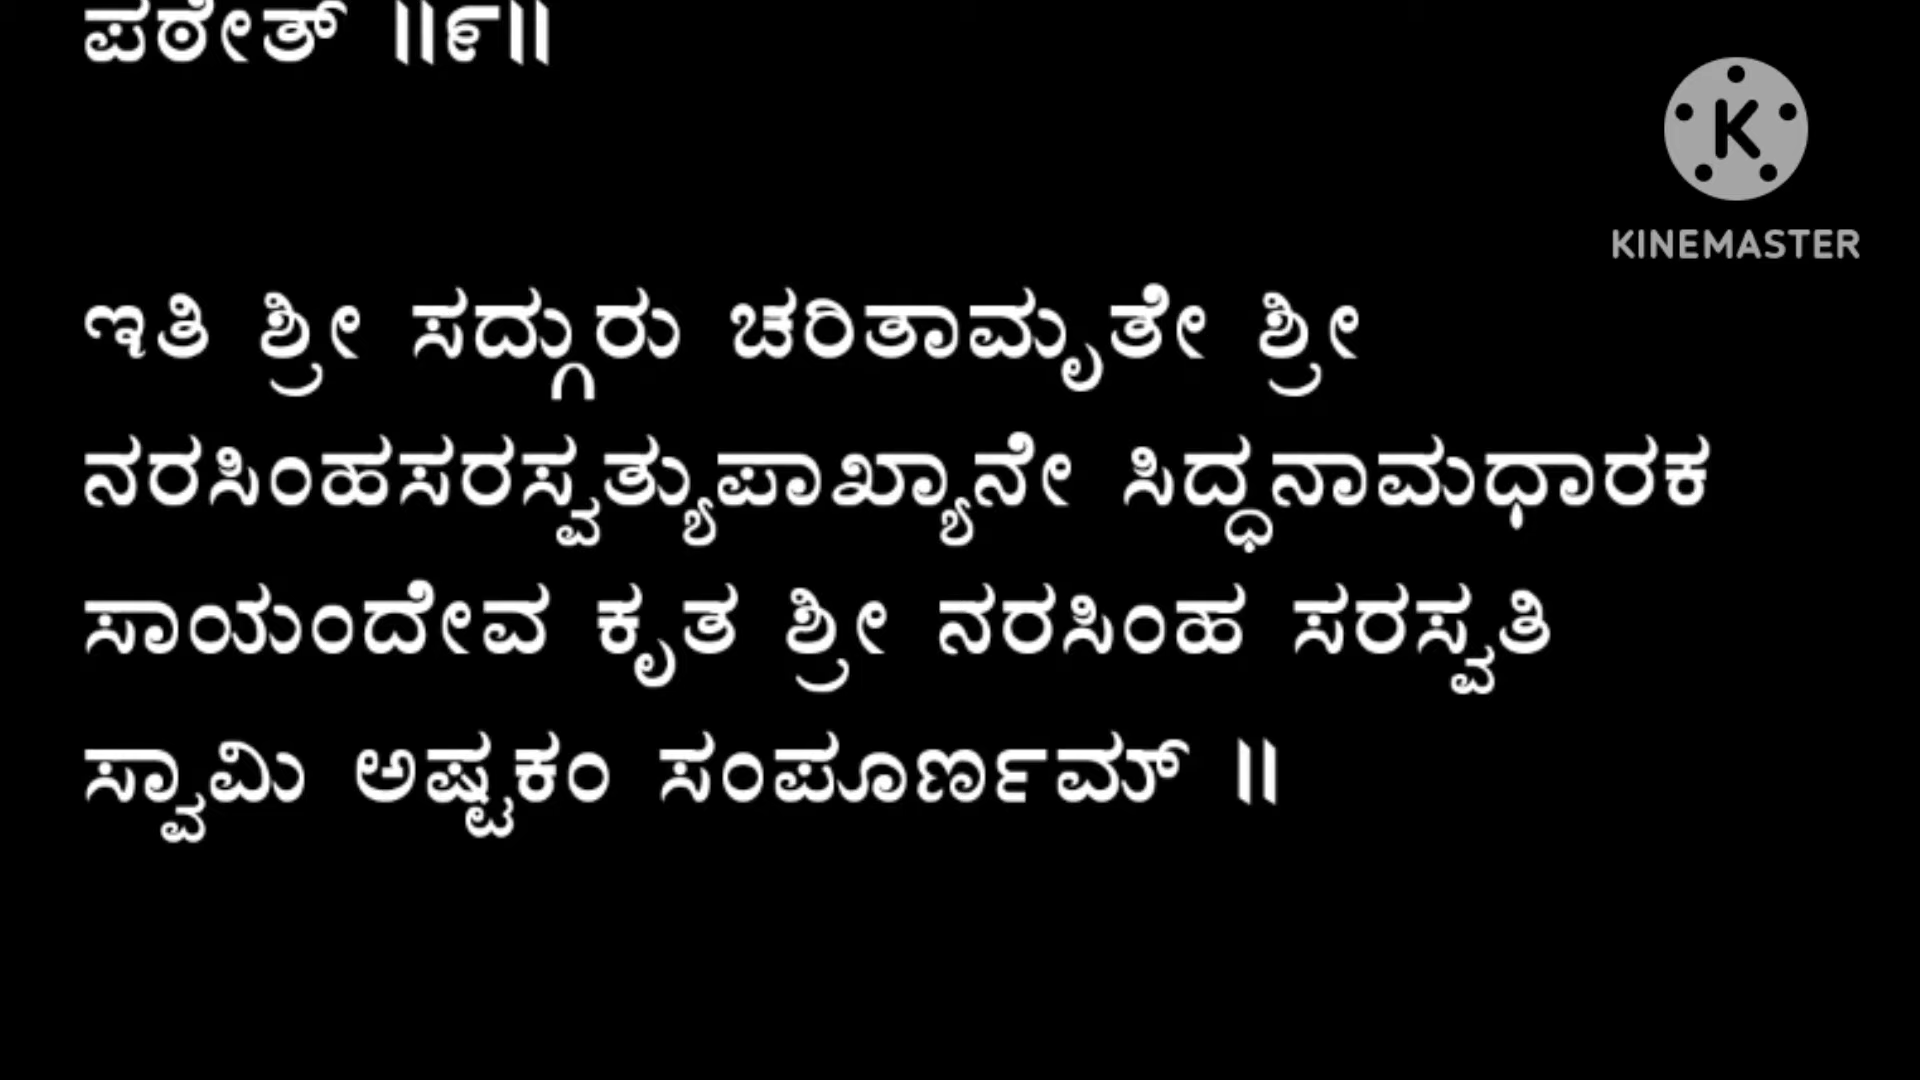 ಪಠೇತ್ ॥೯॥
KINEMASTER
ಇತಿ ಶ್ರೀ ಸದ್ಗುರು ಚರಿತಾಮೃತೇ ಶ್ರೀ
ನರಸಿಂಹಸರಸ್ವತ್ಯುಪಾಖ್ಯಾನೇ ಸಿದ್ಧನಾಮಧಾರಕ
ಸಾಯಂದೇವ ಕೃತ ಶ್ರೀ ನರಸಿಂಹ ಸರಸ್ವತಿ
ಸ್ವಾಮಿ ಅಷ್ಟಕಂ ಸಂಪೂರ್ಣಮ್ ॥